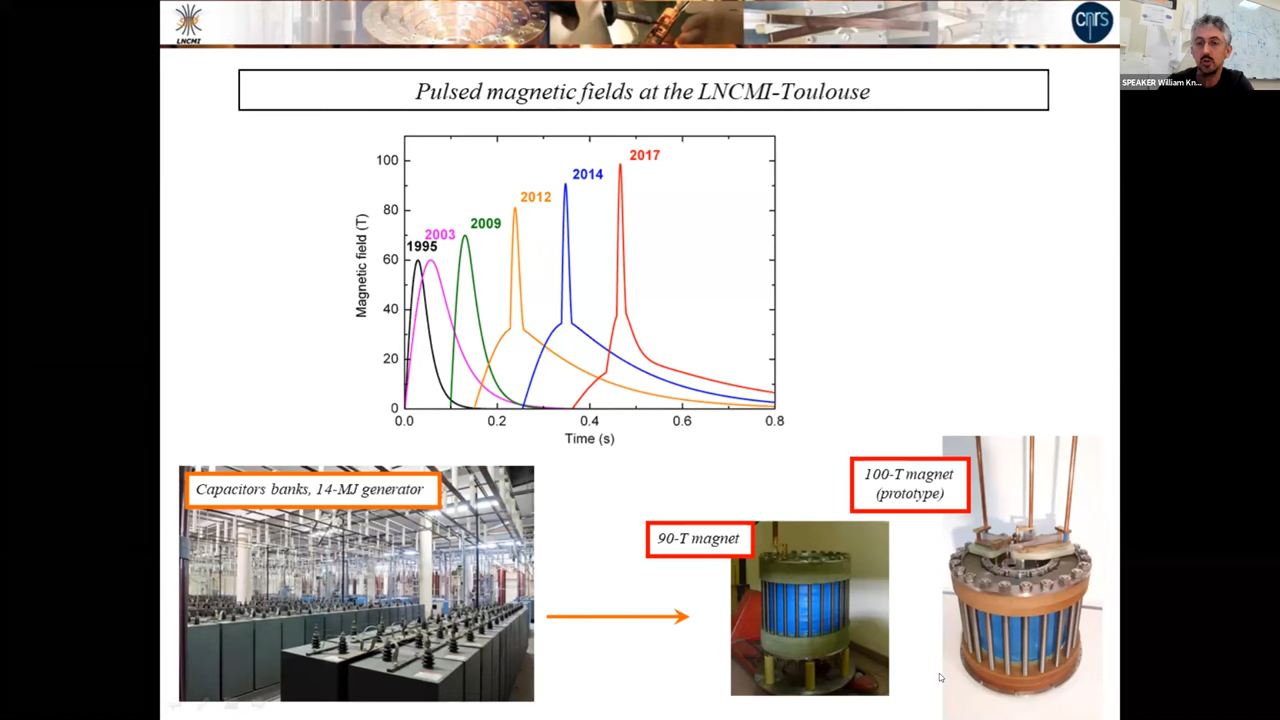 LNCMI
cnrs
SPEAKER William Kn...
Pulsed magnetic fields at the LNCMI-Toulouse
100
80
60
40
20
0
0.0
0.2
0.4
0.6
0.8
Magnetic field (T)
Time (s)
1995
2003
2009
2012
2014
2017
Capacitors banks, 14-MJ generator
90-T magnet
100-T magnet
(prototype)